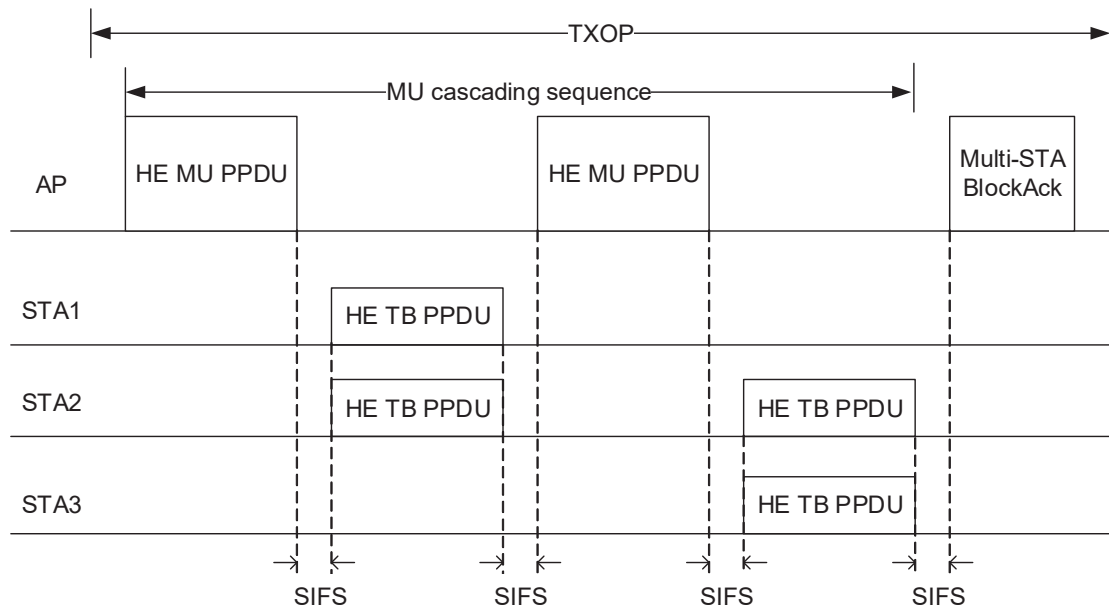 TXOP
MU cascading sequence
AP
HE MU PPDU
HE MU PPDU
Multi-STA
BlockAck
STA1
HE TB PPDU
STA2
HE TB PPDU
HE TB PPDU
STA3
HE TB PPDU
SIFS
SIFS
SIFS
SIFS